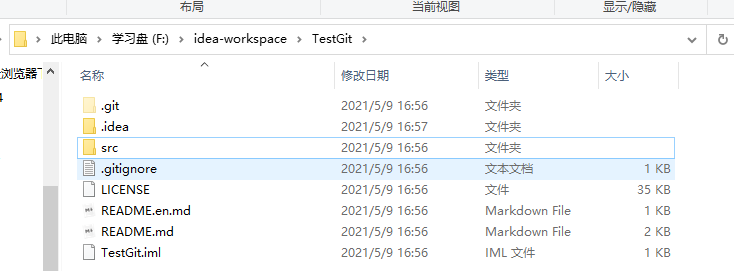 布局 当前视图 显示/隐藏
此电脑 学习盘 (F:) idea-workspace TestGit
名称 修改日期 类型 大小
.git 2021/5/9 16:56 文件夹
.idea 2021/5/9 16:57 文件夹
src 2021/5/9 16:56 文件夹
.gitignore 2021/5/9 16:56 文本文档 1 KB
LICENSE 2021/5/9 16:56 文件 35 KB
README.en.md 2021/5/9 16:56 Markdown File 1 KB
README.md 2021/5/9 16:56 Markdown File 2 KB
TestGit.iml 2021/5/9 16:56 IML 文件 1 KB